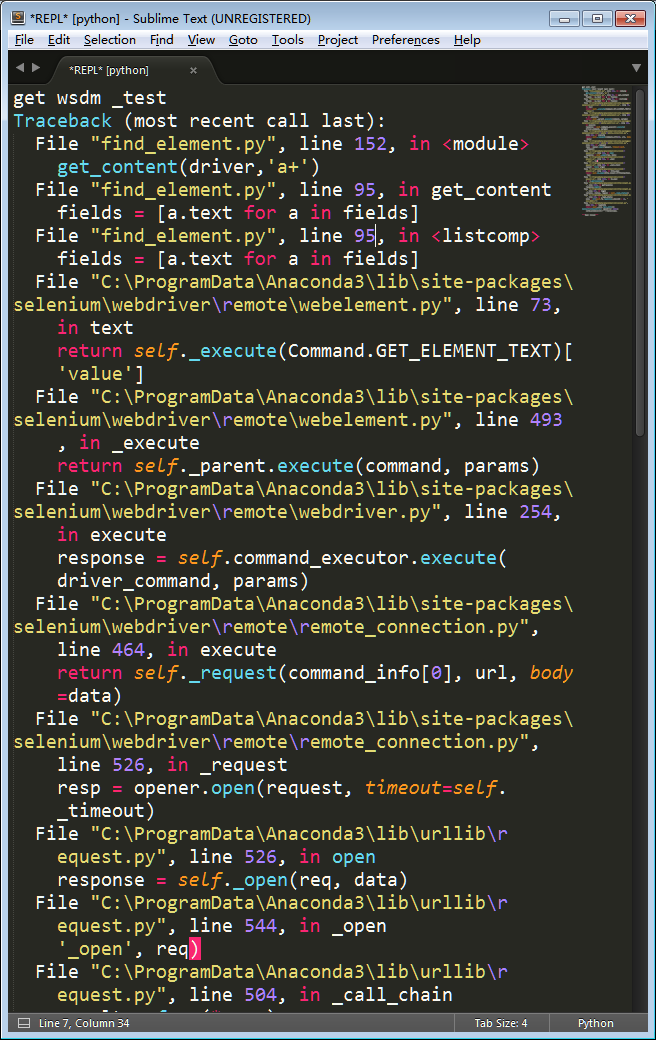 *REPL* [python] - Sublime Text (UNREGISTERED)
File Edit Selection Find View Goto Tools Project Preferences Help
*REPL* [python] ×
get wsdm _test
Traceback (most recent call last):
File "find_element.py", line 152, in <module>
get_content(driver,'a+')
File "find_element.py", line 95, in get_content
fields = [a.text for a in fields]
File "find_element.py", line 95, in <listcomp>
fields = [a.text for a in fields]
File "C:\ProgramData\Anaconda3\lib\site-packages\
selenium\webdriver\remote\webelement.py", line 73,
in text
return self._execute(Command.GET_ELEMENT_TEXT)[
'value']
File "C:\ProgramData\Anaconda3\lib\site-packages\
selenium\webdriver\remote\webelement.py", line 493
, in _execute
return self._parent.execute(command, params)
File "C:\ProgramData\Anaconda3\lib\site-packages\
selenium\webdriver\remote\webdriver.py", line 254,
in execute
response = self.command_executor.execute(
driver_command, params)
File "C:\ProgramData\Anaconda3\lib\site-packages\
selenium\webdriver\remote\remote_connection.py",
line 464, in execute
return self._request(command_info[0], url, body
=data)
File "C:\ProgramData\Anaconda3\lib\site-packages\
selenium\webdriver\remote\remote_connection.py",
line 526, in _request
resp = opener.open(request, timeout=self.
_timeout)
File "C:\ProgramData\Anaconda3\lib\urllib\r
equest.py", line 526, in open
response = self._open(req, data)
File "C:\ProgramData\Anaconda3\lib\urllib\r
equest.py", line 544, in _open
'_open', req)
File "C:\ProgramData\Anaconda3\lib\urllib\r
equest.py", line 504, in _call_chain
Line 7, Column 34 Tab Size: 4 Python